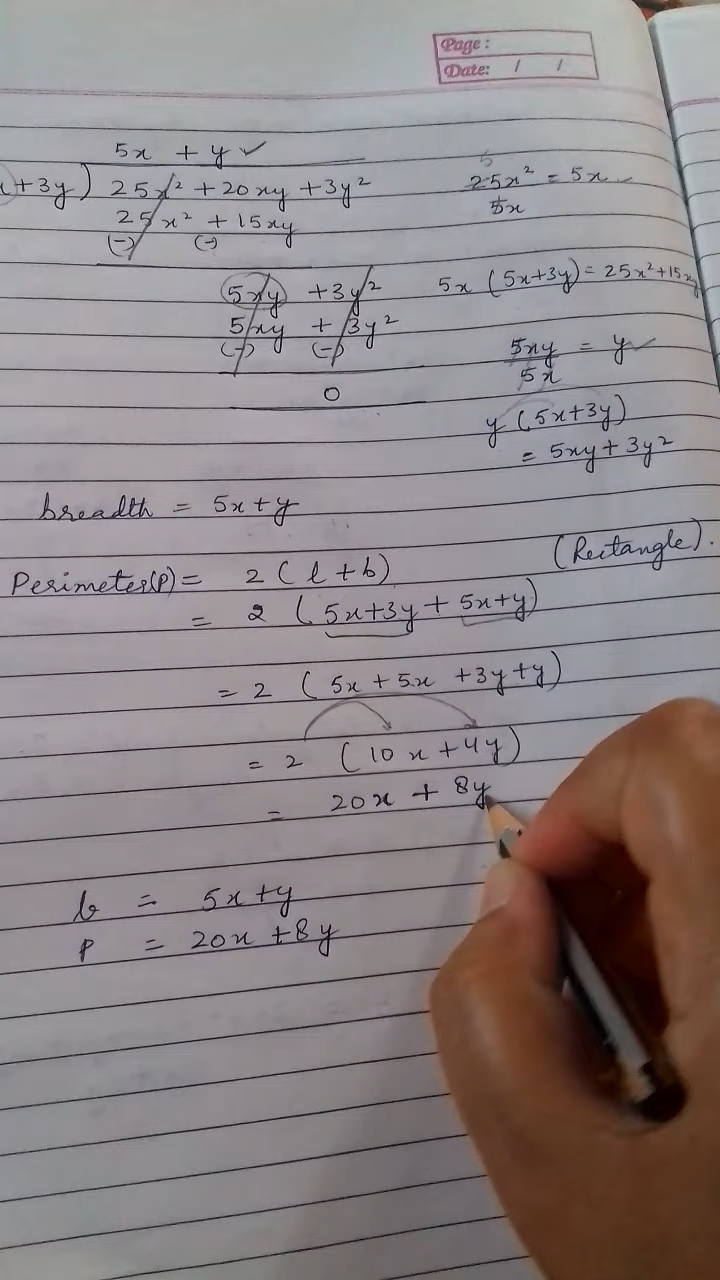 Page :
Date: / /
5x + y ✓
x+3y ) 25x² + 20xy + 3y²
25x² + 15xy
(-) (-)
5xy + 3y²
5xy + 3y²
(-) (-)
0
5
25x² = 5x ✓
5x
5x (5x+3y) = 25x²+15xy
5xy = y ✓
5x
y (5x+3y)
= 5xy + 3y²
breadth = 5x+y
(Rectangle).
Perimeter(P) = 2 ( l + b )
= 2 ( 5x+3y + 5x+y )
= 2 ( 5x + 5x + 3y + y )
= 2 ( 10x + 4y )
= 20x + 8y
b = 5x+y
P = 20x +8y